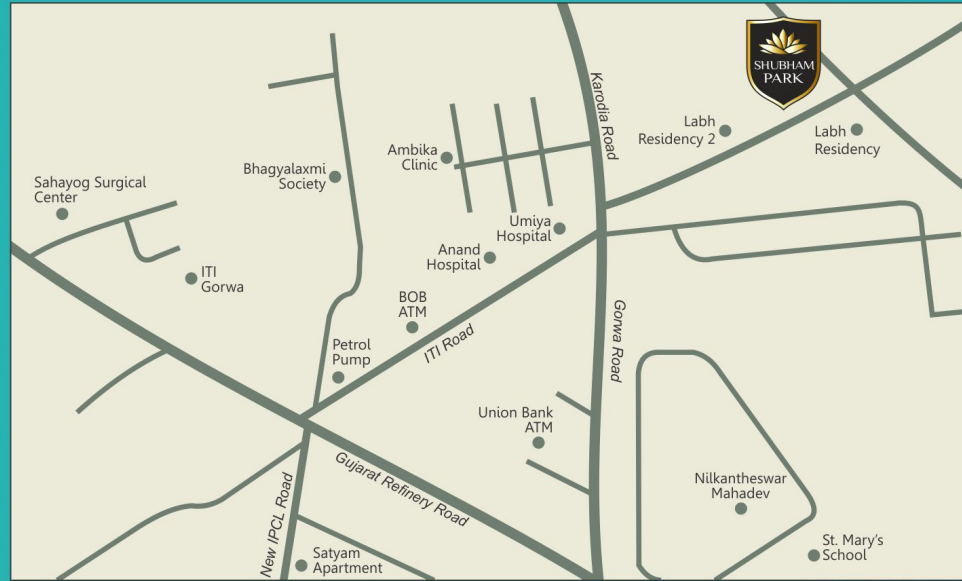 SHUBHAM
PARK
Karodia Road
Labh
Residency 2
Labh
Residency
Ambika
Clinic
Bhagyalaxmi
Society
Sahayog Surgical
Center
Umiya
Hospital
Anand
Hospital
ITI
Gorwa
BOB
ATM
Petrol
Pump
ITI Road
Gorwa Road
Union Bank
ATM
Gujarat Refinery Road
New IPCL Road
Nilkantheswar
Mahadev
St. Mary's
School
Satyam
Apartment